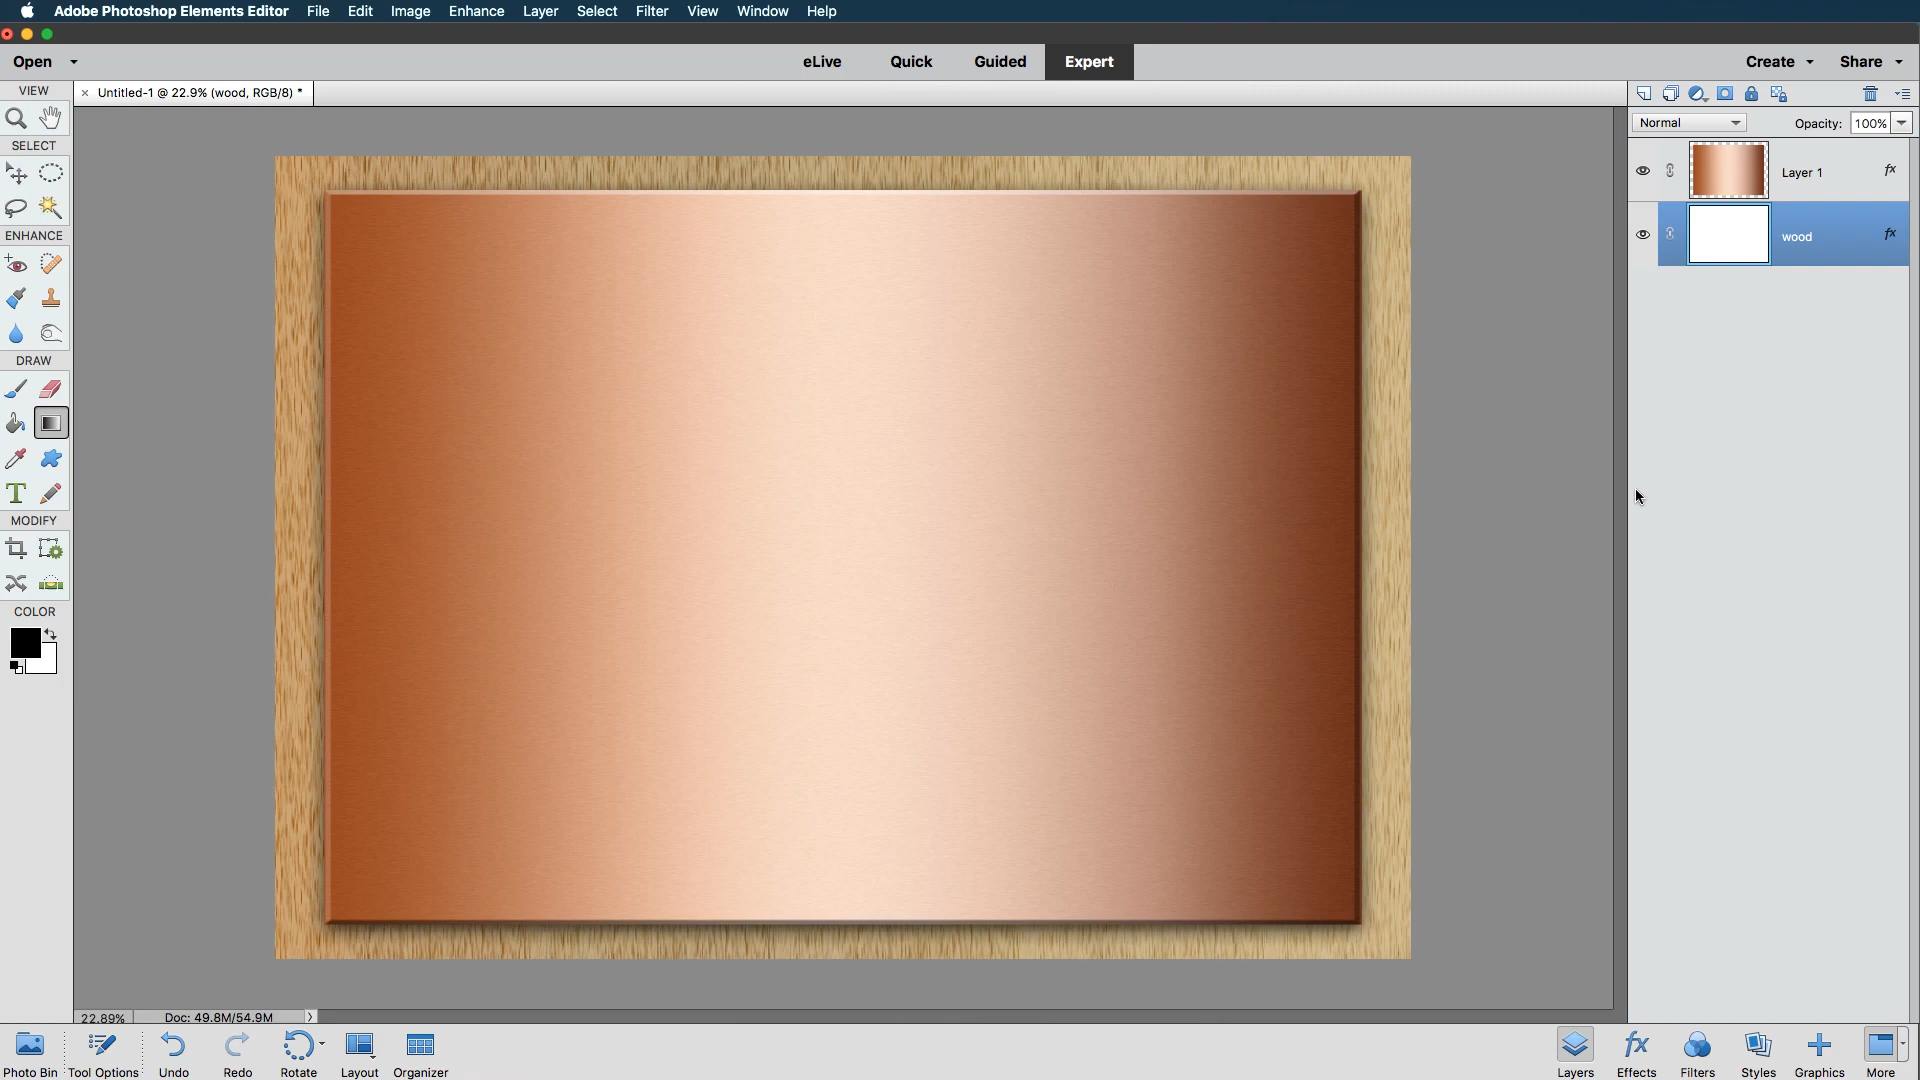 Adobe Photoshop Elements Editor File Edit Image Enhance Layer Select Filter View Window Help
Open eLive Quick Guided Expert Create Share
VIEW
× Untitled-1 @ 22.9% (wood, RGB/8) *
Normal Opacity: 100%
SELECT
Layer 1 fx
wood fx
ENHANCE
DRAW
T
MODIFY
COLOR
22.89% Doc: 49.8M/54.9M >
Photo Bin Tool Options Undo Redo Rotate Layout Organizer Layers fx Effects Filters Styles Graphics More